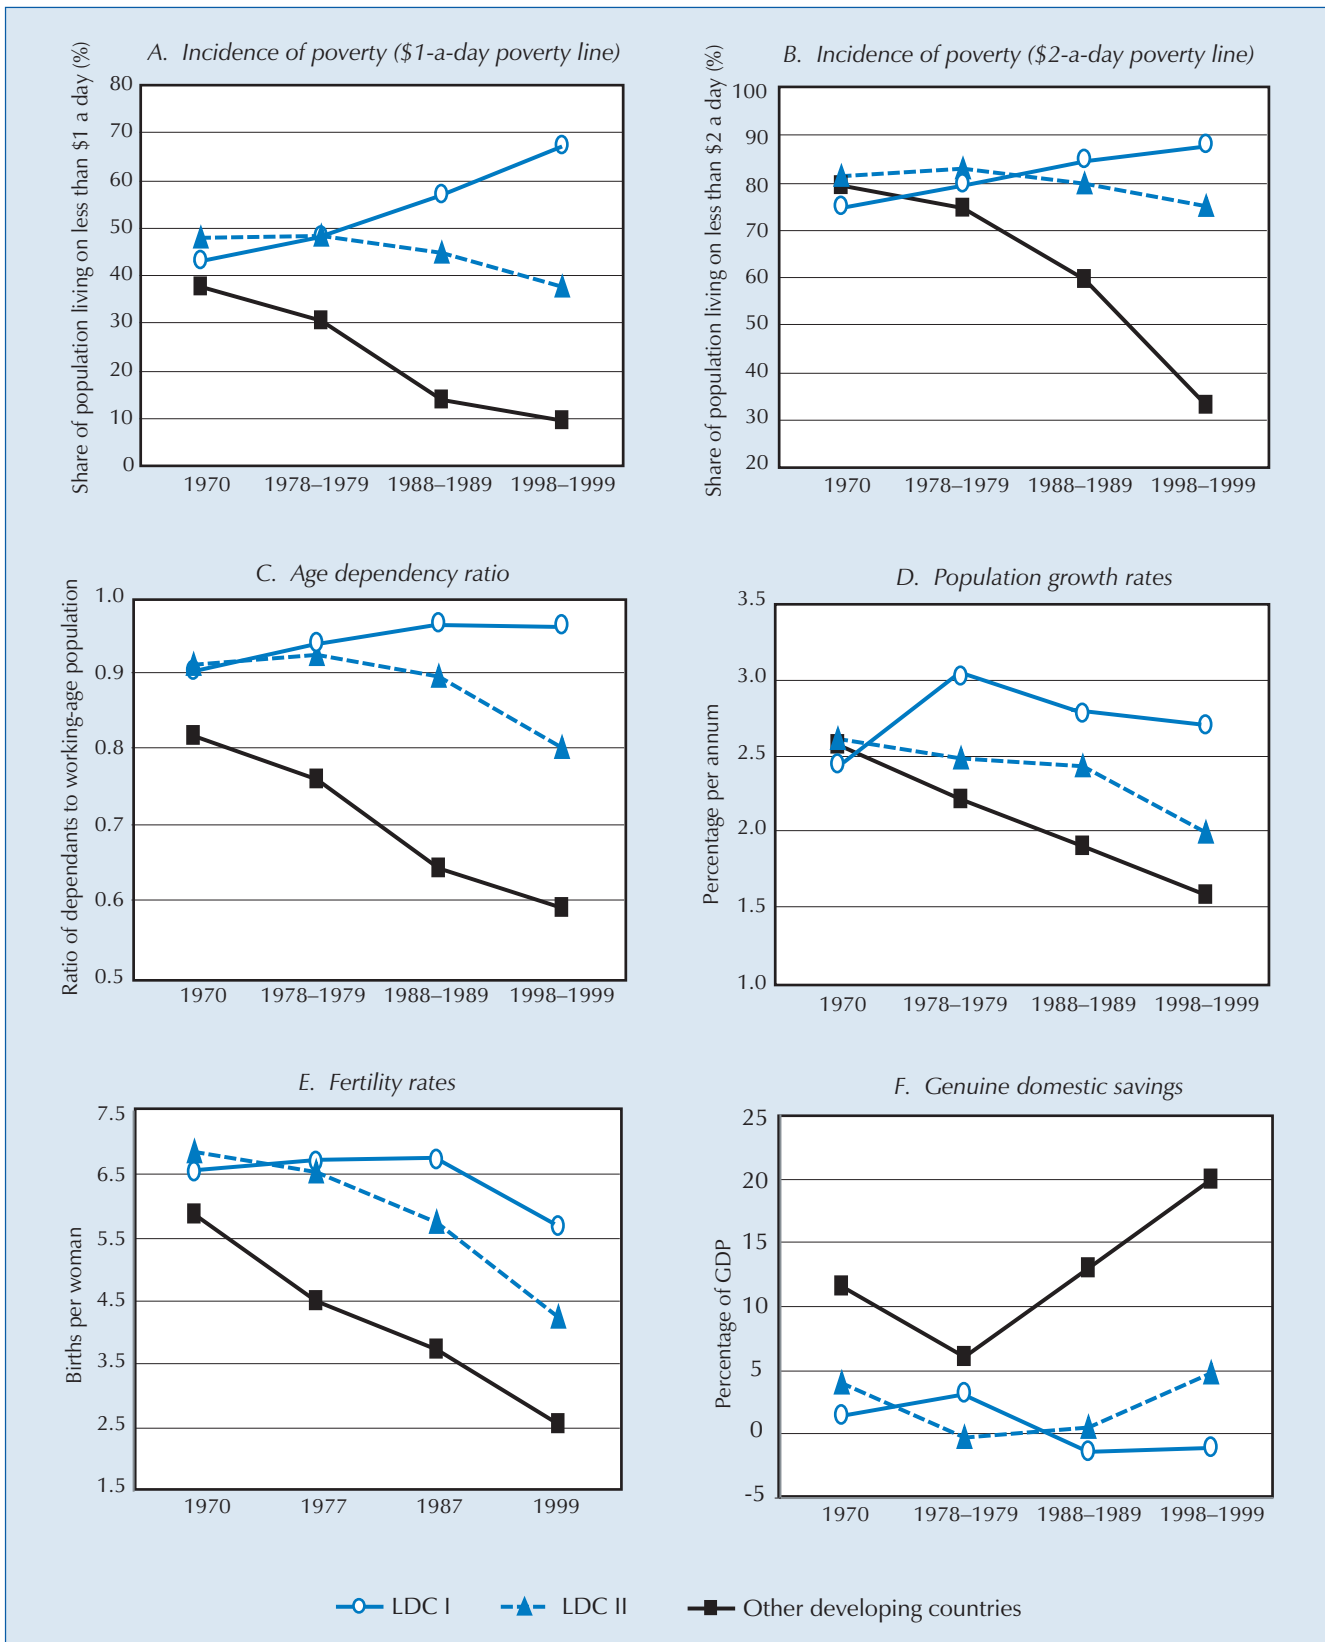 A. Incidence of poverty ($1-a-day poverty line)
Share of population living on less than $1 a day (%)
80
70
60
50
40
30
20
10
0
1970 1978–1979 1988–1989 1998–1999
B. Incidence of poverty ($2-a-day poverty line)
Share of population living on less than $2 a day (%)
100
90
80
70
60
50
40
30
20
1970 1978–1979 1988–1989 1998–1999
C. Age dependency ratio
Ratio of dependants to working-age population
1.0
0.9
0.8
0.7
0.6
0.5
1970 1978–1979 1988–1989 1998–1999
D. Population growth rates
Percentage per annum
3.5
3.0
2.5
2.0
1.5
1.0
1970 1978–1979 1988–1989 1998–1999
E. Fertility rates
Births per woman
7.5
6.5
5.5
4.5
3.5
2.5
1.5
1970 1977 1987 1999
F. Genuine domestic savings
Percentage of GDP
25
20
15
10
5
0
-5
1970 1978–1979 1988–1989 1998–1999
LDC I LDC II Other developing countries